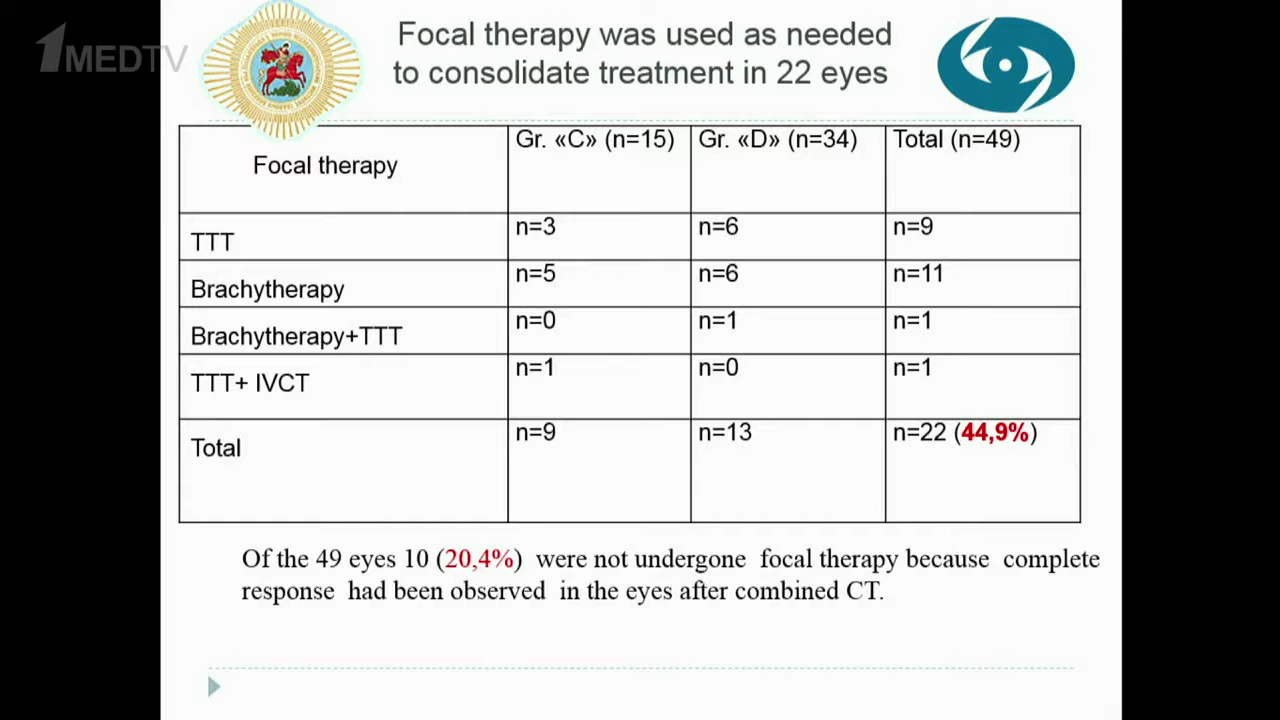 1MEDTV
Focal therapy was used as needed
to consolidate treatment in 22 eyes
Focal therapy
Gr. «C» (n=15)
Gr. «D» (n=34)
Total (n=49)
TTT
n=3
n=6
n=9
Brachytherapy
n=5
n=6
n=11
Brachytherapy+TTT
n=0
n=1
n=1
TTT+ IVCT
n=1
n=0
n=1
Total
n=9
n=13
n=22 (44,9%)
Of the 49 eyes 10 (20,4%) were not undergone focal therapy because complete
response had been observed in the eyes after combined CT.